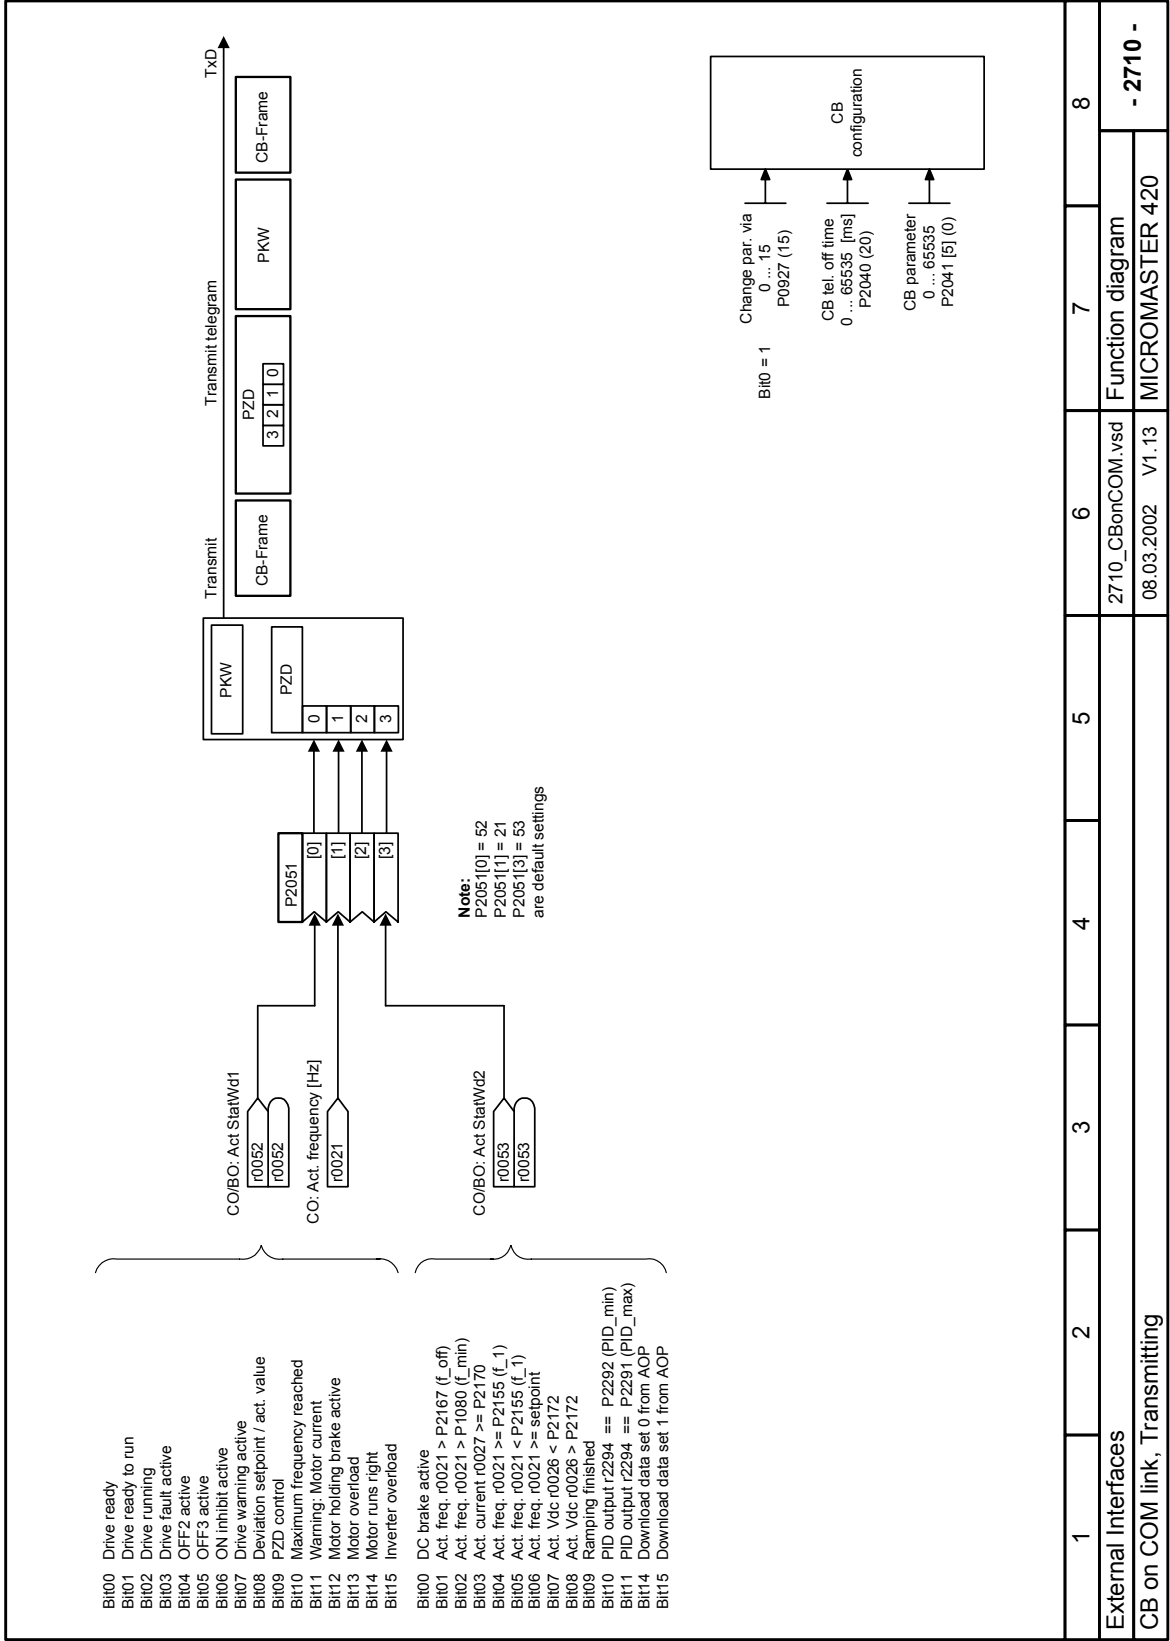 Bit00 Drive ready
Bit01 Drive ready to run
Bit02 Drive running
Bit03 Drive fault active
Bit04 OFF2 active
Bit05 OFF3 active
Bit06 ON inhibit active
Bit07 Drive warning active
Bit08 Deviation setpoint / act. value
Bit09 PZD control
Bit10 Maximum frequency reached
Bit11 Warning: Motor current
Bit12 Motor holding brake active
Bit13 Motor overload
Bit14 Motor runs right
Bit15 Inverter overload
Bit00 DC brake active
Bit01 Act. freq. r0021 > P2167 (f_off)
Bit02 Act. freq. r0021 > P1080 (f_min)
Bit03 Act. current r0027 >= P2170
Bit04 Act. freq. r0021 >= P2155 (f_1)
Bit05 Act. freq. r0021 < P2155 (f_1)
Bit06 Act. freq. r0021 >= setpoint
Bit07 Act. Vdc r0026 < P2172
Bit08 Act. Vdc r0026 > P2172
Bit09 Ramping finished
Bit10 PID output r2294 == P2292 (PID_min)
Bit11 PID output r2294 == P2291 (PID_max)
Bit14 Download data set 0 from AOP
Bit15 Download data set 1 from AOP
CO/BO: Act StatWd1
r0052
r0052
CO: Act. frequency [Hz]
r0021
CO/BO: Act StatWd2
r0053
r0053
P2051
[0]
[1]
[2]
[3]
Note:
P2051[0] = 52
P2051[1] = 21
P2051[3] = 53
are default settings
PKW
PZD
0
1
2
3
Transmit
Transmit telegram
TxD
CB-Frame
PZD
3 2 1 0
PKW
CB-Frame
Bit0 = 1
Change par. via
0 ... 15
P0927 (15)
CB tel. off time
0 ... 65535 [ms]
P2040 (20)
CB parameter
0 ... 65535
P2041 [5] (0)
CB
configuration
1 2 3 4 5 6 7 8
External Interfaces
2710_CBonCOM.vsd
Function diagram
- 2710 -
CB on COM link, Transmitting
08.03.2002 V1.13
MICROMASTER 420